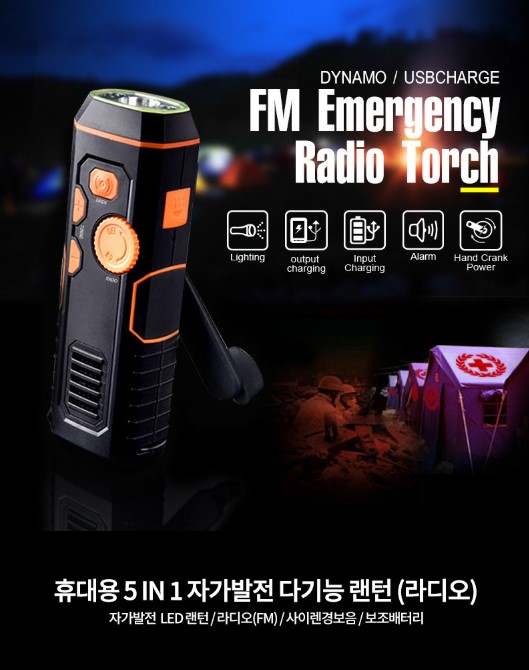 DYNAMO / USBCHARGE
FM Emergency
Radio Torch
Lighting
output
charging
Input
Charging
Alarm
Hand Crank
Power
휴대용 5 IN 1 자가발전 다기능 랜턴 (라디오)
자가발전 LED 랜턴 / 라디오(FM) / 사이렌경보음 / 보조배터리